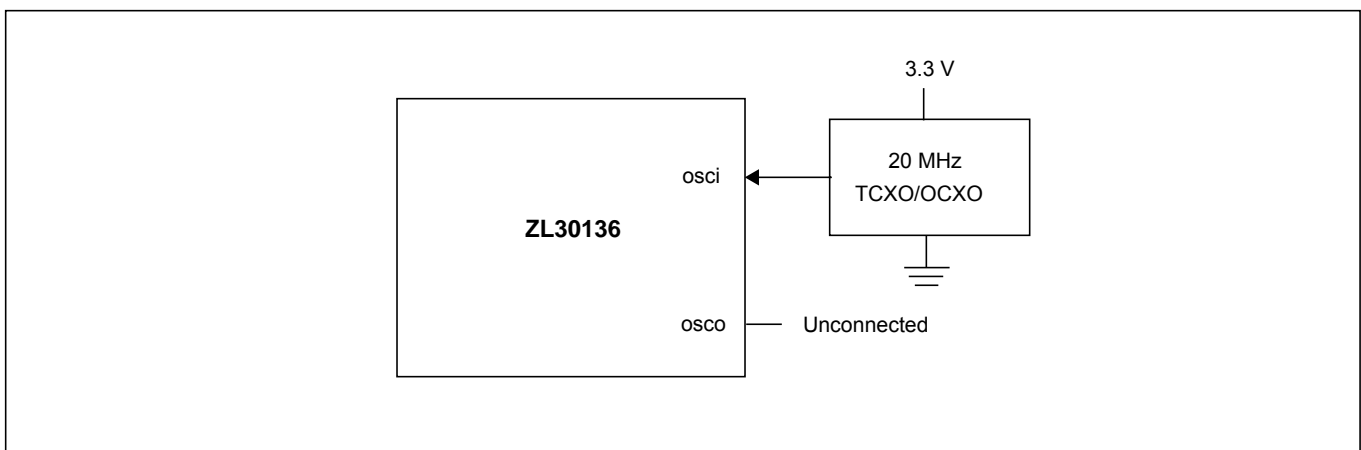 3.3 V
20 MHz
TCXO/OCXO
osci
ZL30136
osco
Unconnected